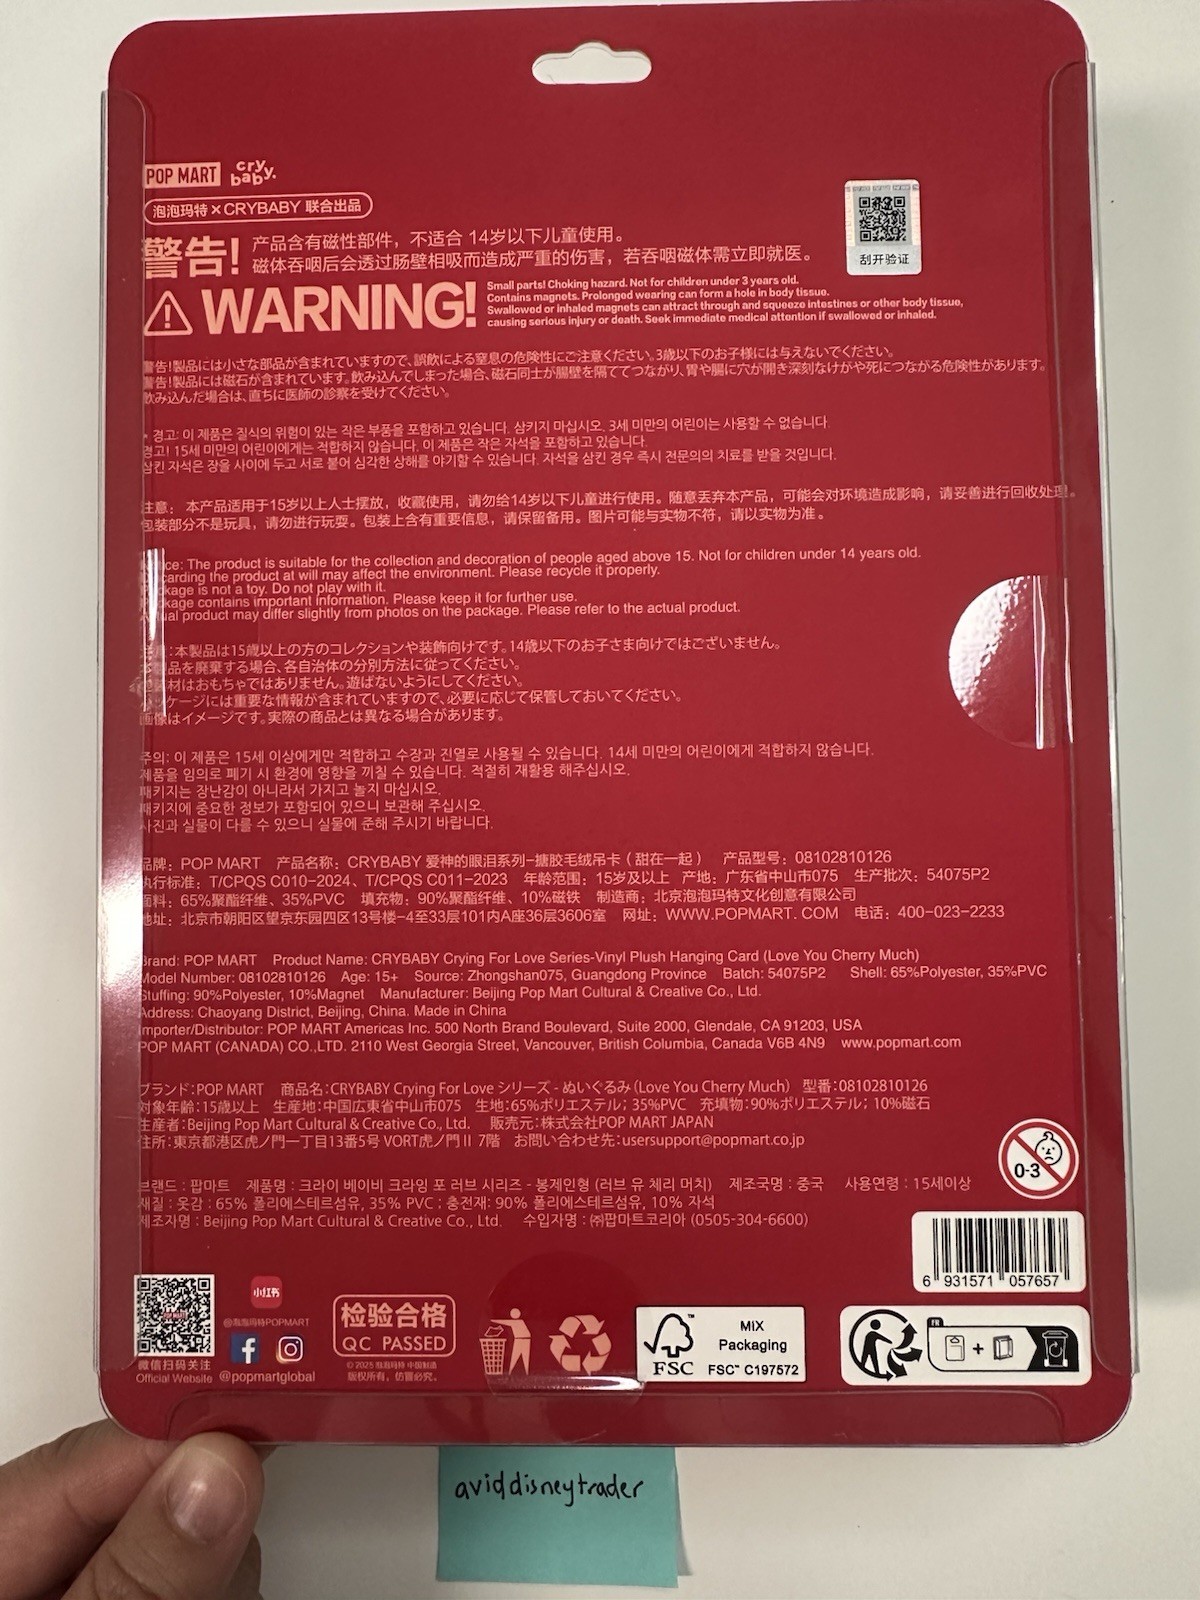 POP MART
cry baby.
泡泡玛特×CRYBABY 联合出品
刮开验证
警告! 产品含有磁性部件，不适合 14岁以下儿童使用。
磁体吞咽后会透过肠壁相吸而造成严重的伤害，若吞咽磁体需立即就医。
WARNING!
Small parts! Choking hazard. Not for children under 3 years old.
Contains magnets. Prolonged wearing can form a hole in body tissue.
Swallowed or inhaled magnets can attract through and squeeze intestines or other body tissue,
causing serious injury or death. Seek immediate medical attention if swallowed or inhaled.
警告!製品には小さな部品が含まれていますので、誤飲による窒息の危険性にご注意ください。3歳以下のお子様には与えないでください。
警告!製品には磁石が含まれています。飲み込んでしまった場合、磁石同士が腸壁を隔ててつながり、胃や腸に穴が開き深刻なけがや死につながる危険性があります。
飲み込んだ場合は、直ちに医師の診察を受けてください。
• 경고: 이 제품은 질식의 위험이 있는 작은 부품을 포함하고 있습니다. 삼키지 마십시오. 3세 미만의 어린이는 사용할 수 없습니다.
경고! 15세 미만의 어린이에게는 적합하지 않습니다. 이 제품은 작은 자석을 포함하고 있습니다.
삼킨 자석은 장을 사이에 두고 서로 붙어 심각한 상해를 야기할 수 있습니다. 자석을 삼킨 경우 즉시 전문의의 치료를 받을 것입니다.
注意： 本产品适用于15岁以上人士摆放，收藏使用，请勿给14岁以下儿童进行使用。随意丢弃本产品，可能会对环境造成影响，请妥善进行回收处理。
包装部分不是玩具，请勿进行玩耍。包装上含有重要信息，请保留备用。图片可能与实物不符，请以实物为准。
The product is suitable for the collection and decoration of people aged above 15. Not for children under 14 years old.
the product at will may affect the environment. Please recycle it properly.
is not a toy. Do not play with it.
contains important information. Please keep it for further use.
product may differ slightly from photos on the package. Please refer to the actual product.
:本製品は15歳以上の方のコレクションや装飾向けです。14歳以下のお子さま向けではございません。
品を廃棄する場合、各自治体の分別方法に従ってください。
材はおもちゃではありません。遊ばないようにしてください。
ケージには重要な情報が含まれていますので、必要に応じて保管しておいてください。
画像はイメージです。実際の商品とは異なる場合があります。
주의: 이 제품은 15세 이상에게만 적합하고 수장과 진열로 사용될 수 있습니다. 14세 미만의 어린이에게 적합하지 않습니다.
제품을 임의로 폐기 시 환경에 영향을 끼칠 수 있습니다. 적절히 재활용 해주십시오.
패키지는 장난감이 아니라서 가지고 놀지 마십시오.
패키지에 중요한 정보가 포함되어 있으니 보관해 주십시오.
사진과 실물이 다를 수 있으니 실물에 준해 주시기 바랍니다.
品牌：POP MART 产品名称：CRYBABY 爱神的眼泪系列-搪胶毛绒吊卡（甜在一起） 产品型号：08102810126
执行标准：T/CPQS C010-2024、T/CPQS C011-2023 年龄范围：15岁及以上 产地：广东省中山市075 生产批次：54075P2
面料：65%聚酯纤维、35%PVC 填充物：90%聚酯纤维、10%磁铁 制造商：北京泡泡玛特文化创意有限公司
地址：北京市朝阳区望京东园四区13号楼-4至33层101内A座36层3606室 网址：WWW.POPMART.COM 电话：400-023-2233
Brand: POP MART Product Name: CRYBABY Crying For Love Series-Vinyl Plush Hanging Card (Love You Cherry Much)
Model Number: 08102810126 Age: 15+ Source: Zhongshan075, Guangdong Province Batch: 54075P2 Shell: 65%Polyester, 35%PVC
Stuffing: 90%Polyester, 10%Magnet Manufacturer: Beijing Pop Mart Cultural & Creative Co., Ltd.
Address: Chaoyang District, Beijing, China. Made in China
Importer/Distributor: POP MART Americas Inc. 500 North Brand Boulevard, Suite 2000, Glendale, CA 91203, USA
POP MART (CANADA) CO.,LTD. 2110 West Georgia Street, Vancouver, British Columbia, Canada V6B 4N9 www.popmart.com
ブランド:POP MART 商品名:CRYBABY Crying For Love シリーズ - ぬいぐるみ (Love You Cherry Much) 型番:08102810126
対象年齢:15歳以上 生産地:中国広東省中山市075 生地:65%ポリエステル; 35%PVC 充填物:90%ポリエステル; 10%磁石
生産者:Beijing Pop Mart Cultural & Creative Co., Ltd. 販売元:株式会社POP MART JAPAN
住所:東京都港区虎ノ門一丁目13番5号 VORT虎ノ門 II 7階 お問い合わせ先:usersupport@popmart.co.jp
브랜드 : 팝마트 제품명 : 크라이 베이비 크라잉 포 러브 시리즈 - 봉제인형 (러브 유 체리 머치) 제조국명 : 중국 사용연령 : 15세이상
재질 : 옷감 : 65% 폴리에스테르섬유, 35% PVC ; 충전재: 90% 폴리에스테르섬유, 10% 자석
제조자명 : Beijing Pop Mart Cultural & Creative Co., Ltd. 수입자명 : ㈜팝마트코리아 (0505-304-6600)
0-3
6 931571 057657
微信扫码关注
Official Website
小红书
@泡泡玛特POPMART
@popmartglobal
检验合格
QC PASSED
© 2025 泡泡玛特 中国制造
版权所有，仿冒必究。
FSC™
MIX
Packaging
FSC™ C197572
FR
+
aviddisneytrader